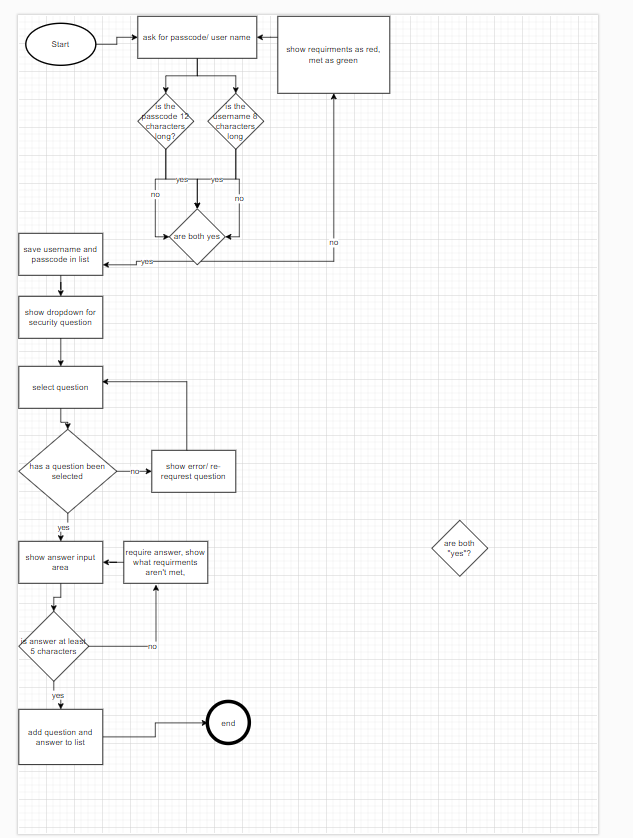 Start
ask for passcode/ user name
show requirments as red,
met as green
is the
passcode 12
characters
long?
is the
username 8
characters
long
yes
yes
no
no
are both yes
no
yes
save username and
passcode in list
show dropdown for
security question
select question
has a question been
selected
no
show error/ re-
requrest question
yes
show answer input
area
require answer, show
what requirments
aren't met,
are both
"yes"?
is answer at least
5 characters
no
yes
add question and
answer to list
end